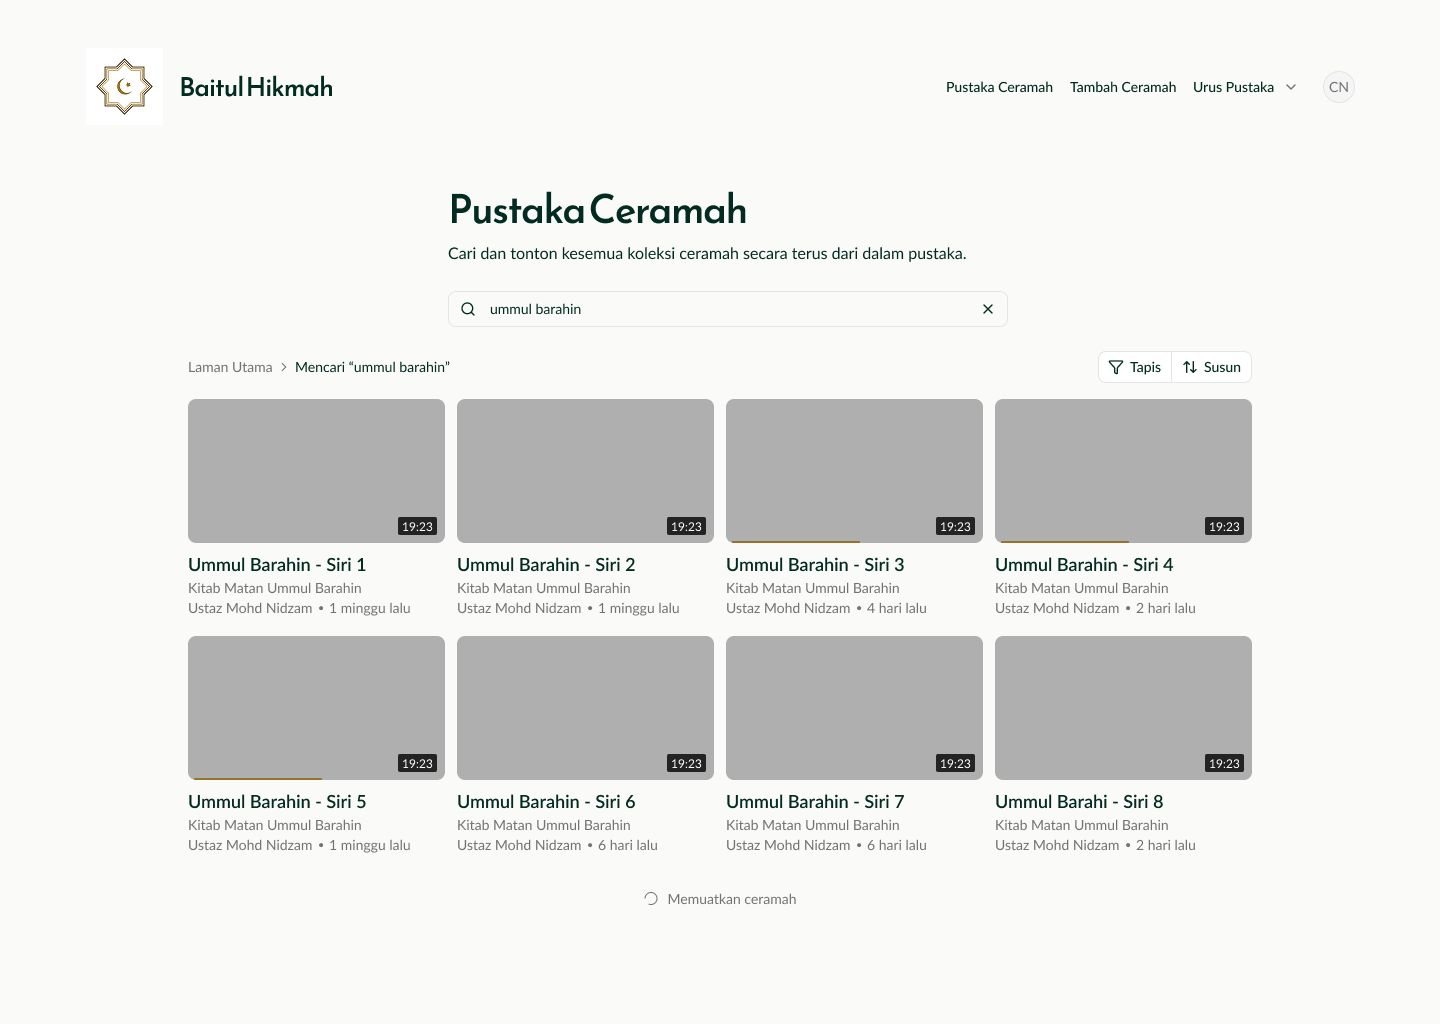 Baitul Hikmah
Pustaka Ceramah
Tambah Ceramah
Urus Pustaka
CN
Pustaka Ceramah
Cari dan tonton kesemua koleksi ceramah secara terus dari dalam pustaka.
ummul barahin
Laman Utama > Mencari “ummul barahin”
Tapis
Susun
19:23
19:23
19:23
19:23
Ummul Barahin - Siri 1
Kitab Matan Ummul Barahin
Ustaz Mohd Nidzam • 1 minggu lalu
Ummul Barahin - Siri 2
Kitab Matan Ummul Barahin
Ustaz Mohd Nidzam • 1 minggu lalu
Ummul Barahin - Siri 3
Kitab Matan Ummul Barahin
Ustaz Mohd Nidzam • 4 hari lalu
Ummul Barahin - Siri 4
Kitab Matan Ummul Barahin
Ustaz Mohd Nidzam • 2 hari lalu
19:23
19:23
19:23
19:23
Ummul Barahin - Siri 5
Kitab Matan Ummul Barahin
Ustaz Mohd Nidzam • 1 minggu lalu
Ummul Barahin - Siri 6
Kitab Matan Ummul Barahin
Ustaz Mohd Nidzam • 6 hari lalu
Ummul Barahin - Siri 7
Kitab Matan Ummul Barahin
Ustaz Mohd Nidzam • 6 hari lalu
Ummul Barahi - Siri 8
Kitab Matan Ummul Barahin
Ustaz Mohd Nidzam • 2 hari lalu
Memuatkan ceramah